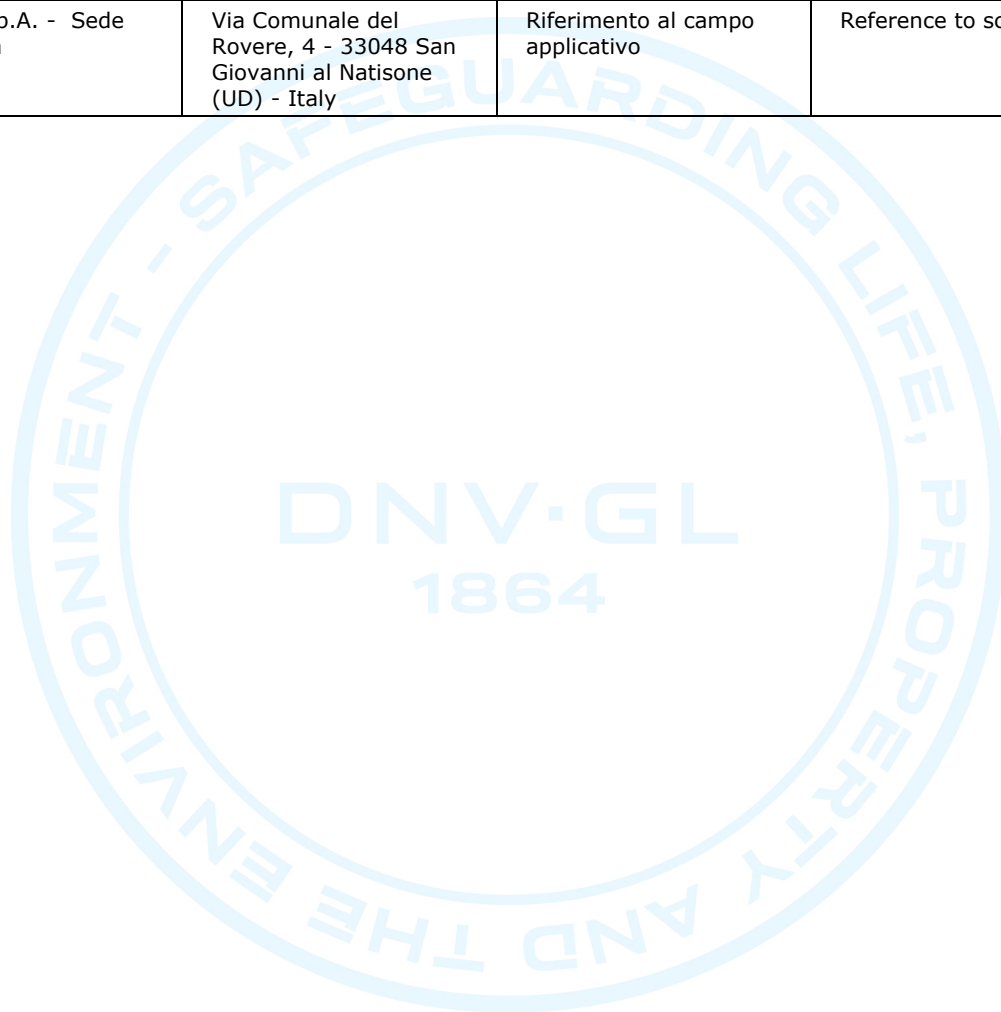 .A. - Sede
Via Comunale del
Rovere, 4 - 33048 San
Giovanni al Natisone
(UD) - Italy
Riferimento al campo
applicativo
Reference to
SAFEGUARDING LIFE, PROPERTY AND THE ENVIRONMENT -
DNV·GL
1864